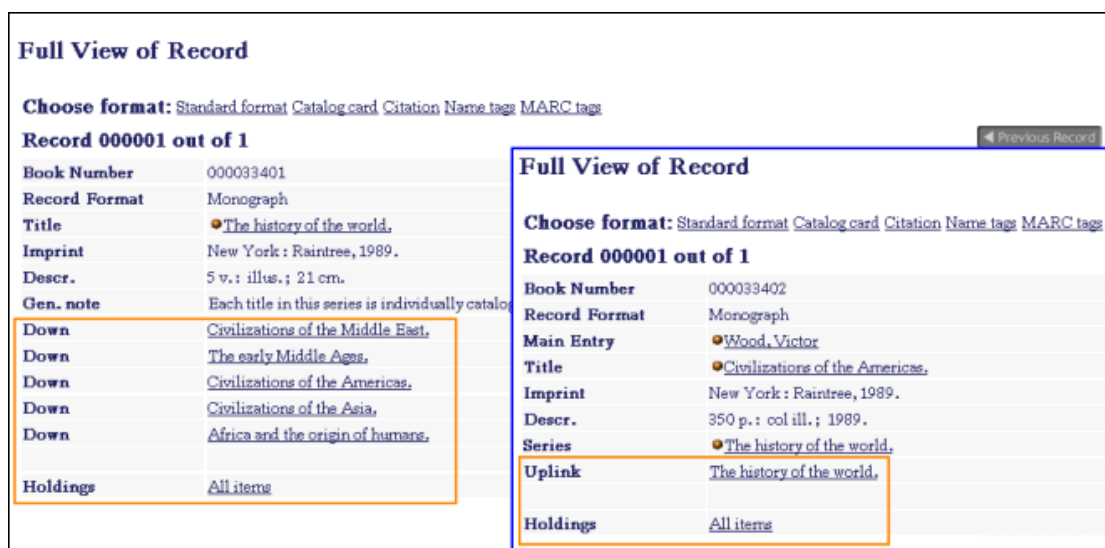 Full View of Record
Choose format: Standard format Catalog card Citation Name tags MARC tags
Record 000001 out of 1
Previous Record
Book Number 000033401
Record Format Monograph
Title The history of the world.
Imprint New York : Raintree, 1989.
Descr. 5 v.: illus.; 21 cm.
Gen. note Each title in this series is individually catalog
Down Civilizations of the Middle East.
Down The early Middle Ages.
Down Civilizations of the Americas.
Down Civilizations of the Asia.
Down Africa and the origin of humans.
Holdings All items
Full View of Record
Choose format: Standard format Catalog card Citation Name tags MARC tags
Record 000001 out of 1
Book Number 000033402
Record Format Monograph
Main Entry Wood, Victor
Title Civilizations of the Americas.
Imprint New York : Raintree, 1989.
Descr. 350 p.: col ill.; 1989.
Series The history of the world.
Uplink The history of the world.
Holdings All items